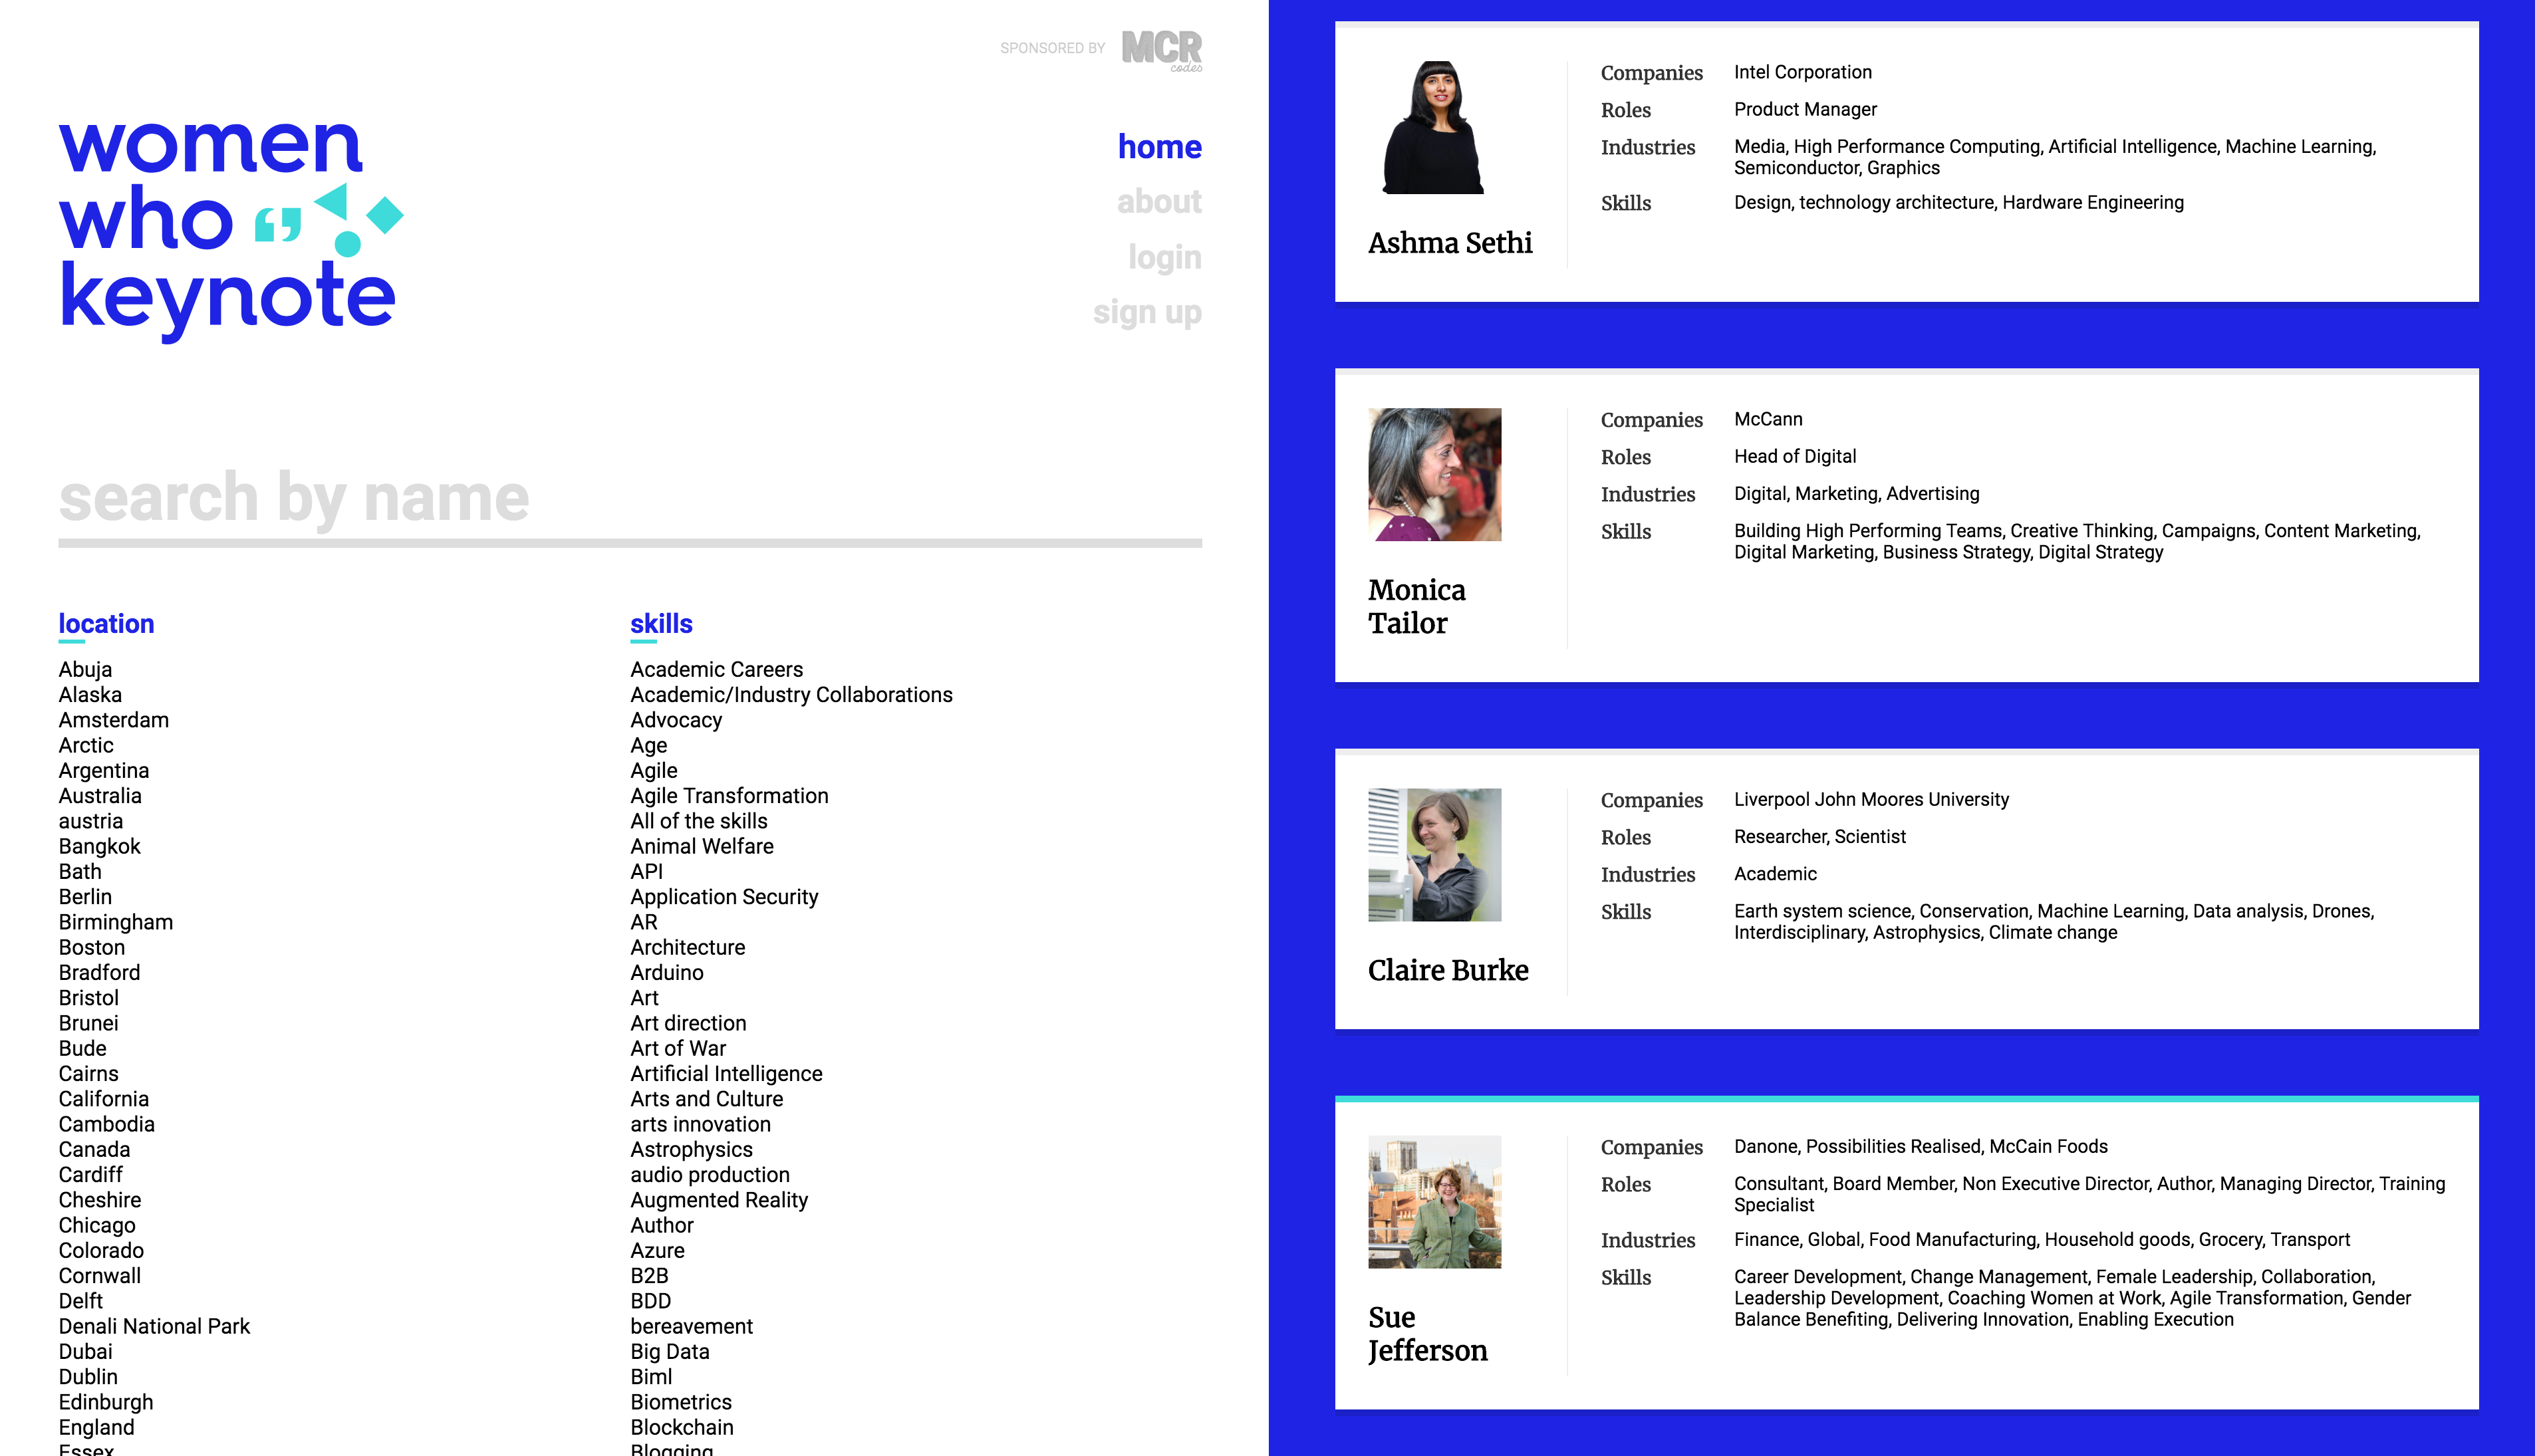 SPONSORED BY MCR
codes
women
who
keynote
home
about
login
sign up
search by name
location
Abuja
Alaska
Amsterdam
Arctic
Argentina
Australia
austria
Bangkok
Bath
Berlin
Birmingham
Boston
Bradford
Bristol
Brunei
Bude
Cairns
California
Cambodia
Canada
Cardiff
Cheshire
Chicago
Colorado
Cornwall
Delft
Denali National Park
Dubai
Dublin
Edinburgh
England
Essex
skills
Academic Careers
Academic/Industry Collaborations
Advocacy
Age
Agile
Agile Transformation
All of the skills
Animal Welfare
API
Application Security
AR
Architecture
Arduino
Art
Art direction
Art of War
Artificial Intelligence
Arts and Culture
arts innovation
Astrophysics
audio production
Augmented Reality
Author
Azure
B2B
BDD
bereavement
Big Data
Biml
Biometrics
Blockchain
Blogging
Ashma Sethi
Companies Intel Corporation
Roles Product Manager
Industries Media, High Performance Computing, Artificial Intelligence, Machine Learning,
Semiconductor, Graphics
Skills Design, technology architecture, Hardware Engineering
Monica
Tailor
Companies McCann
Roles Head of Digital
Industries Digital, Marketing, Advertising
Skills Building High Performing Teams, Creative Thinking, Campaigns, Content Marketing,
Digital Marketing, Business Strategy, Digital Strategy
Claire Burke
Companies Liverpool John Moores University
Roles Researcher, Scientist
Industries Academic
Skills Earth system science, Conservation, Machine Learning, Data analysis, Drones,
Interdisciplinary, Astrophysics, Climate change
Sue
Jefferson
Companies Danone, Possibilities Realised, McCain Foods
Roles Consultant, Board Member, Non Executive Director, Author, Managing Director, Training
Specialist
Industries Finance, Global, Food Manufacturing, Household goods, Grocery, Transport
Skills Career Development, Change Management, Female Leadership, Collaboration,
Leadership Development, Coaching Women at Work, Agile Transformation, Gender
Balance Benefiting, Delivering Innovation, Enabling Execution